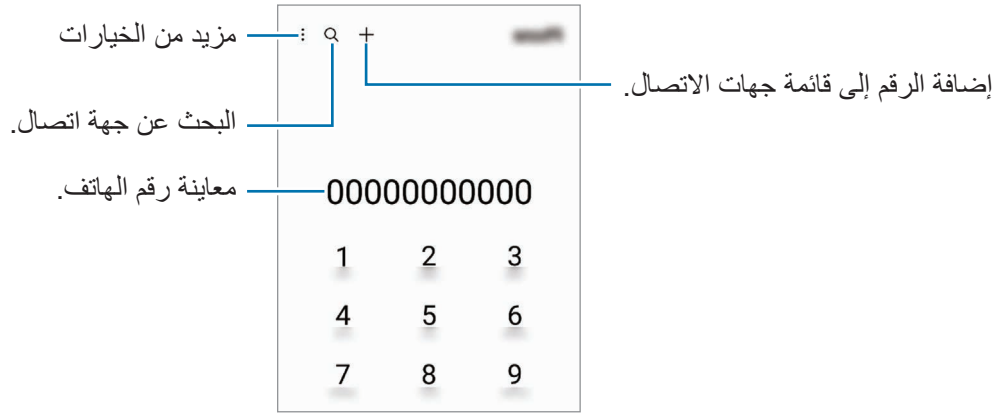 مزيد من الخيارات
إضافة الرقم إلى قائمة جهات الاتصال.
البحث عن جهة اتصال.
معاينة رقم الهاتف.
00000000000
1 2 3
4 5 6
7 8 9